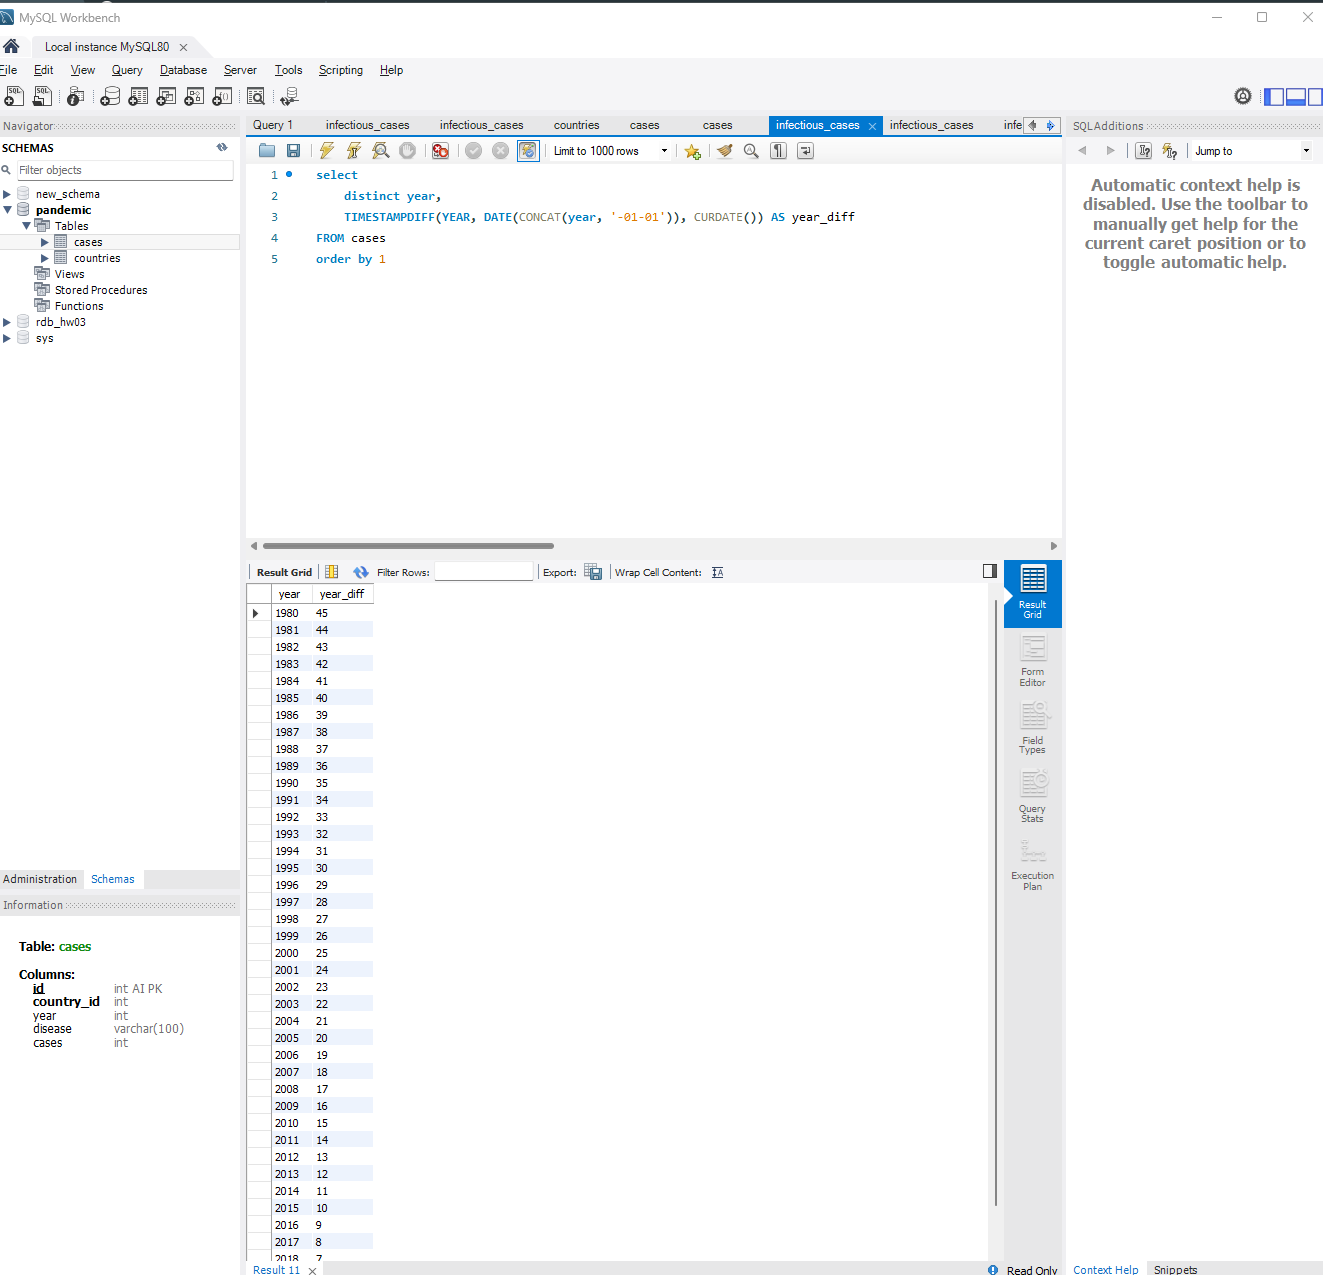 MySQL Workbench
Local instance MySQL80
File Edit View Query Database Server Tools Scripting Help
Navigator
SCHEMAS
Filter objects
new_schema
pandemic
Tables
cases
countries
Views
Stored Procedures
Functions
rdb_hw03
sys
Administration Schemas
Information
Table: cases
Columns:
id int AI PK
country_id int
year int
disease varchar(100)
cases int
Query 1 infectious_cases infectious_cases countries cases cases infectious_cases infectious_cases infe
Limit to 1000 rows
1 select
2 distinct year,
3 TIMESTAMPDIFF(YEAR, DATE(CONCAT(year, '-01-01')), CURDATE()) AS year_diff
4 FROM cases
5 order by 1
Result Grid Filter Rows: Export: Wrap Cell Content:
year year_diff
1980 45
1981 44
1982 43
1983 42
1984 41
1985 40
1986 39
1987 38
1988 37
1989 36
1990 35
1991 34
1992 33
1993 32
1994 31
1995 30
1996 29
1997 28
1998 27
1999 26
2000 25
2001 24
2002 23
2003 22
2004 21
2005 20
2006 19
2007 18
2008 17
2009 16
2010 15
2011 14
2012 13
2013 12
2014 11
2015 10
2016 9
2017 8
2018 7
Result 11
Read Only
Result
Grid
Form
Editor
Field
Types
Query
Stats
Execution
Plan
SQLAdditions
Jump to
Automatic context help is
disabled. Use the toolbar to
manually get help for the
current caret position or to
toggle automatic help.
Context Help Snippets